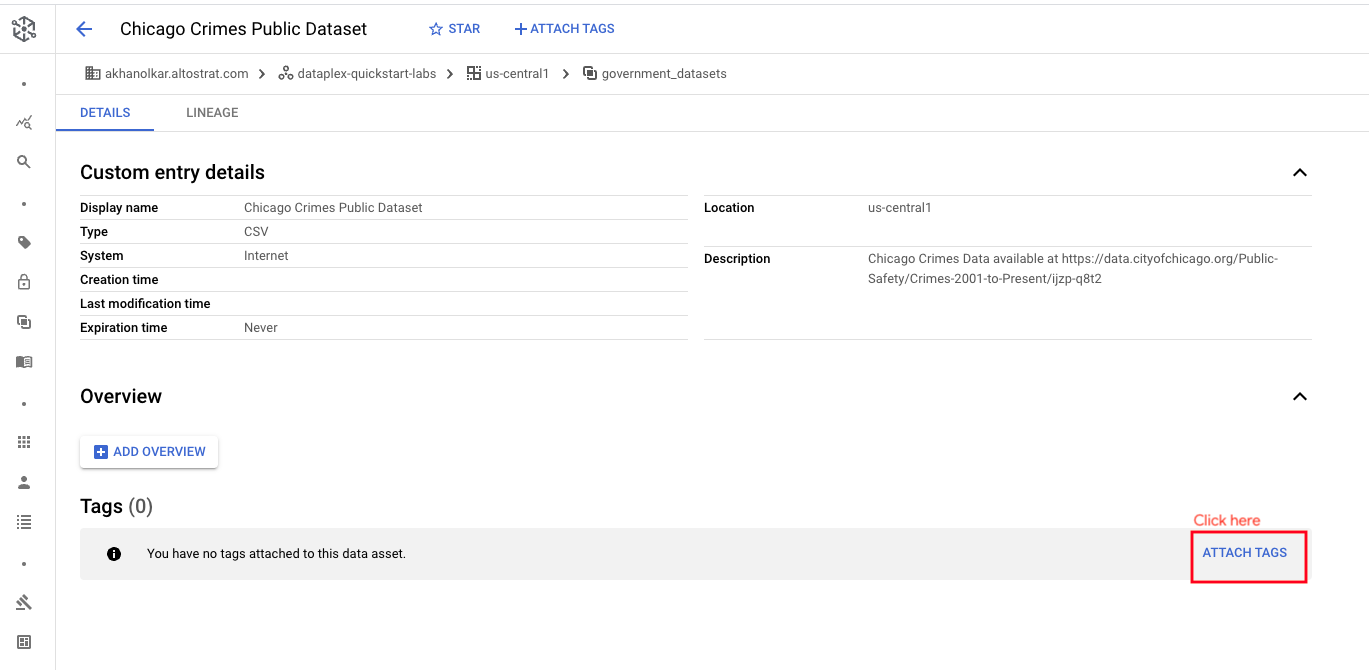 Chicago Crimes Public Dataset STAR ATTACH TAGS
akhanolkar.altostrat.com dataplex-quickstart-labs us-central1 government_datasets
DETAILS LINEAGE
Custom entry details
Display name Chicago Crimes Public Dataset
Type CSV
System Internet
Creation time
Last modification time
Expiration time Never
Location us-central1
Description Chicago Crimes Data available at https://data.cityofchicago.org/Public-
Safety/Crimes-2001-to-Present/ijzp-q8t2
Overview
ADD OVERVIEW
Tags (0)
Click here
You have no tags attached to this data asset. ATTACH TAGS